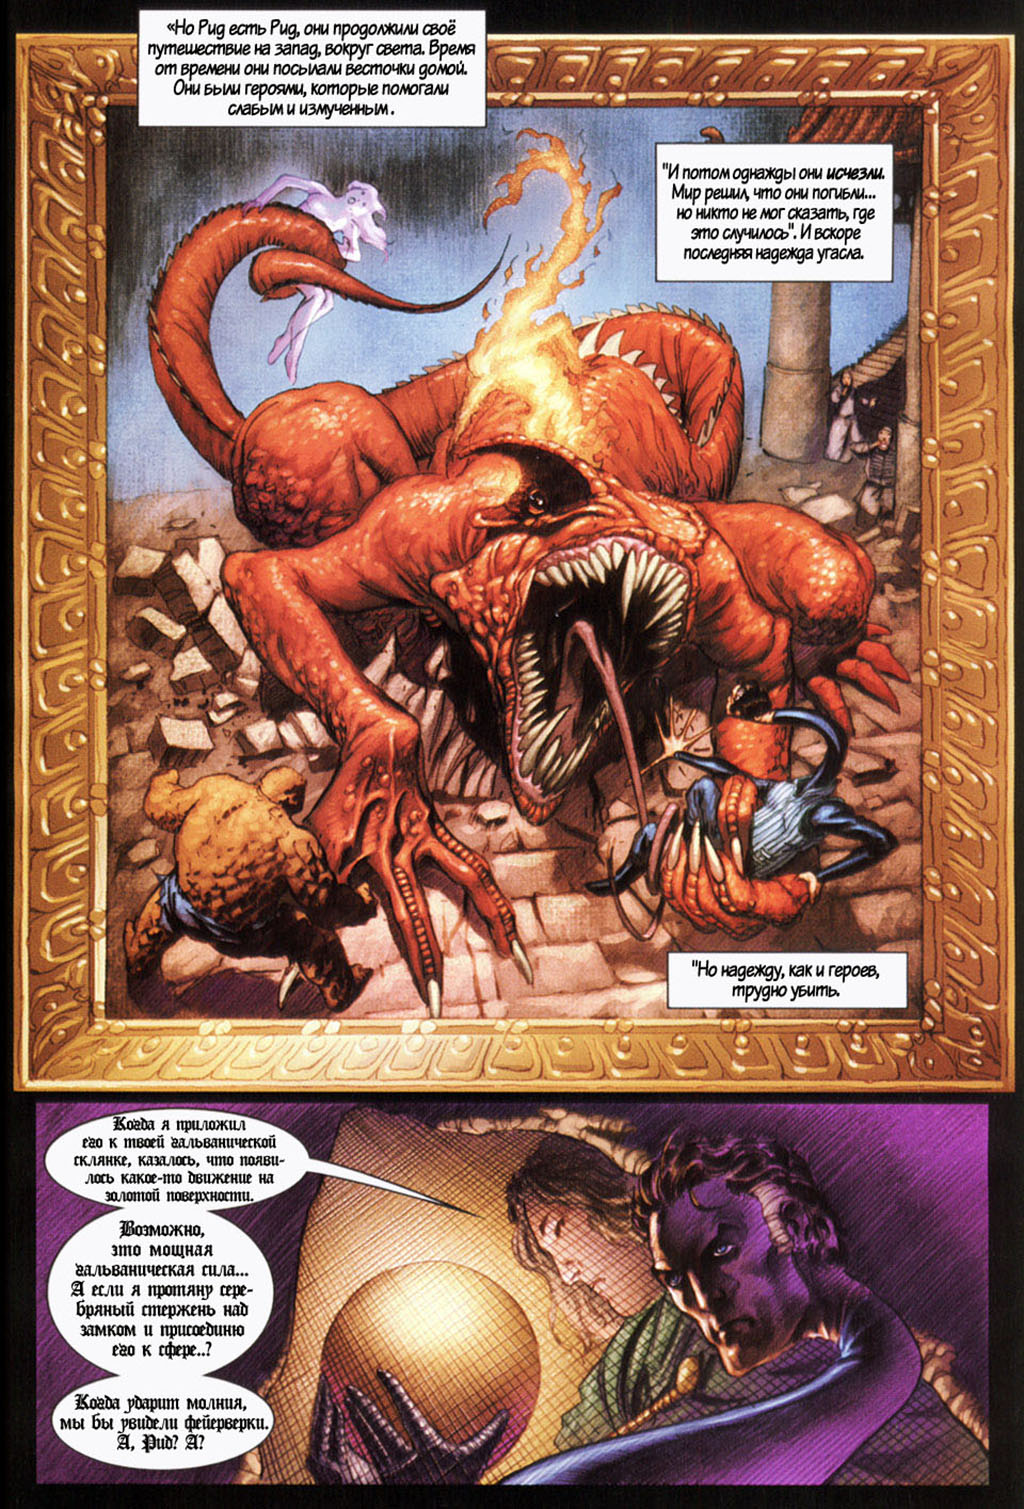 «Но Рид есть Рид, они продолжили своё
путешествие на запад, вокруг света. Время
от времени они посылали весточки домой.
Они были героями, которые помогали
слабым и измученным .
"И потом однажды они исчезли.
Мир решил, что они погибли...
но никто не мог сказать, где
это случилось". И вскоре
последняя надежда угасла.
"Но надежду, как и героев,
трудно убить.
Когда я приложил
его к твоей гальванической
склянке, казалось, что появи-
лось какое-то движение на
золотой поверхности.
Возможно,
это мощная
гальваническая сила...
А если я протяну сере-
бряный стержень над
замком и присоединю
его к сфере..?
Когда ударит молния,
мы бы увидели фейерверки.
А, Рид? А?